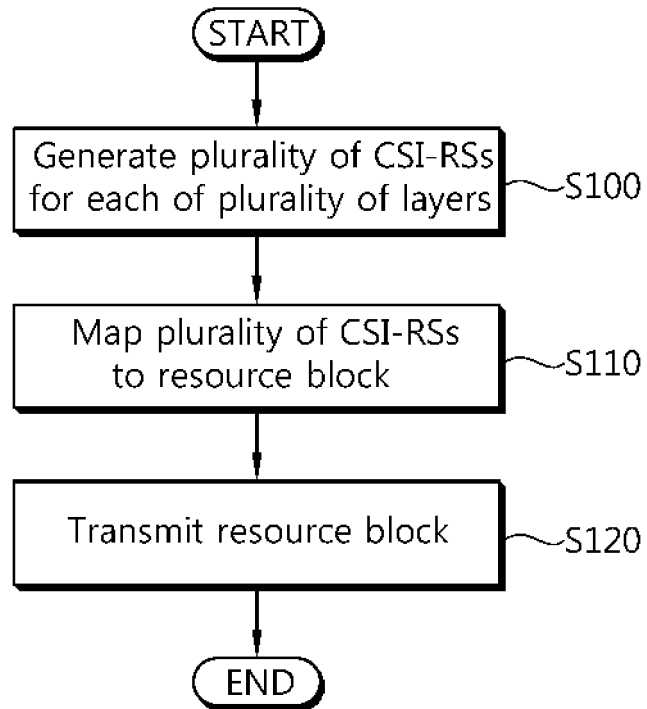 START
Generate plurality of CSI-RSs
for each of plurality of layers
S100
Map plurality of CSI-RSs
to resource block
S110
Transmit resource block
S120
END